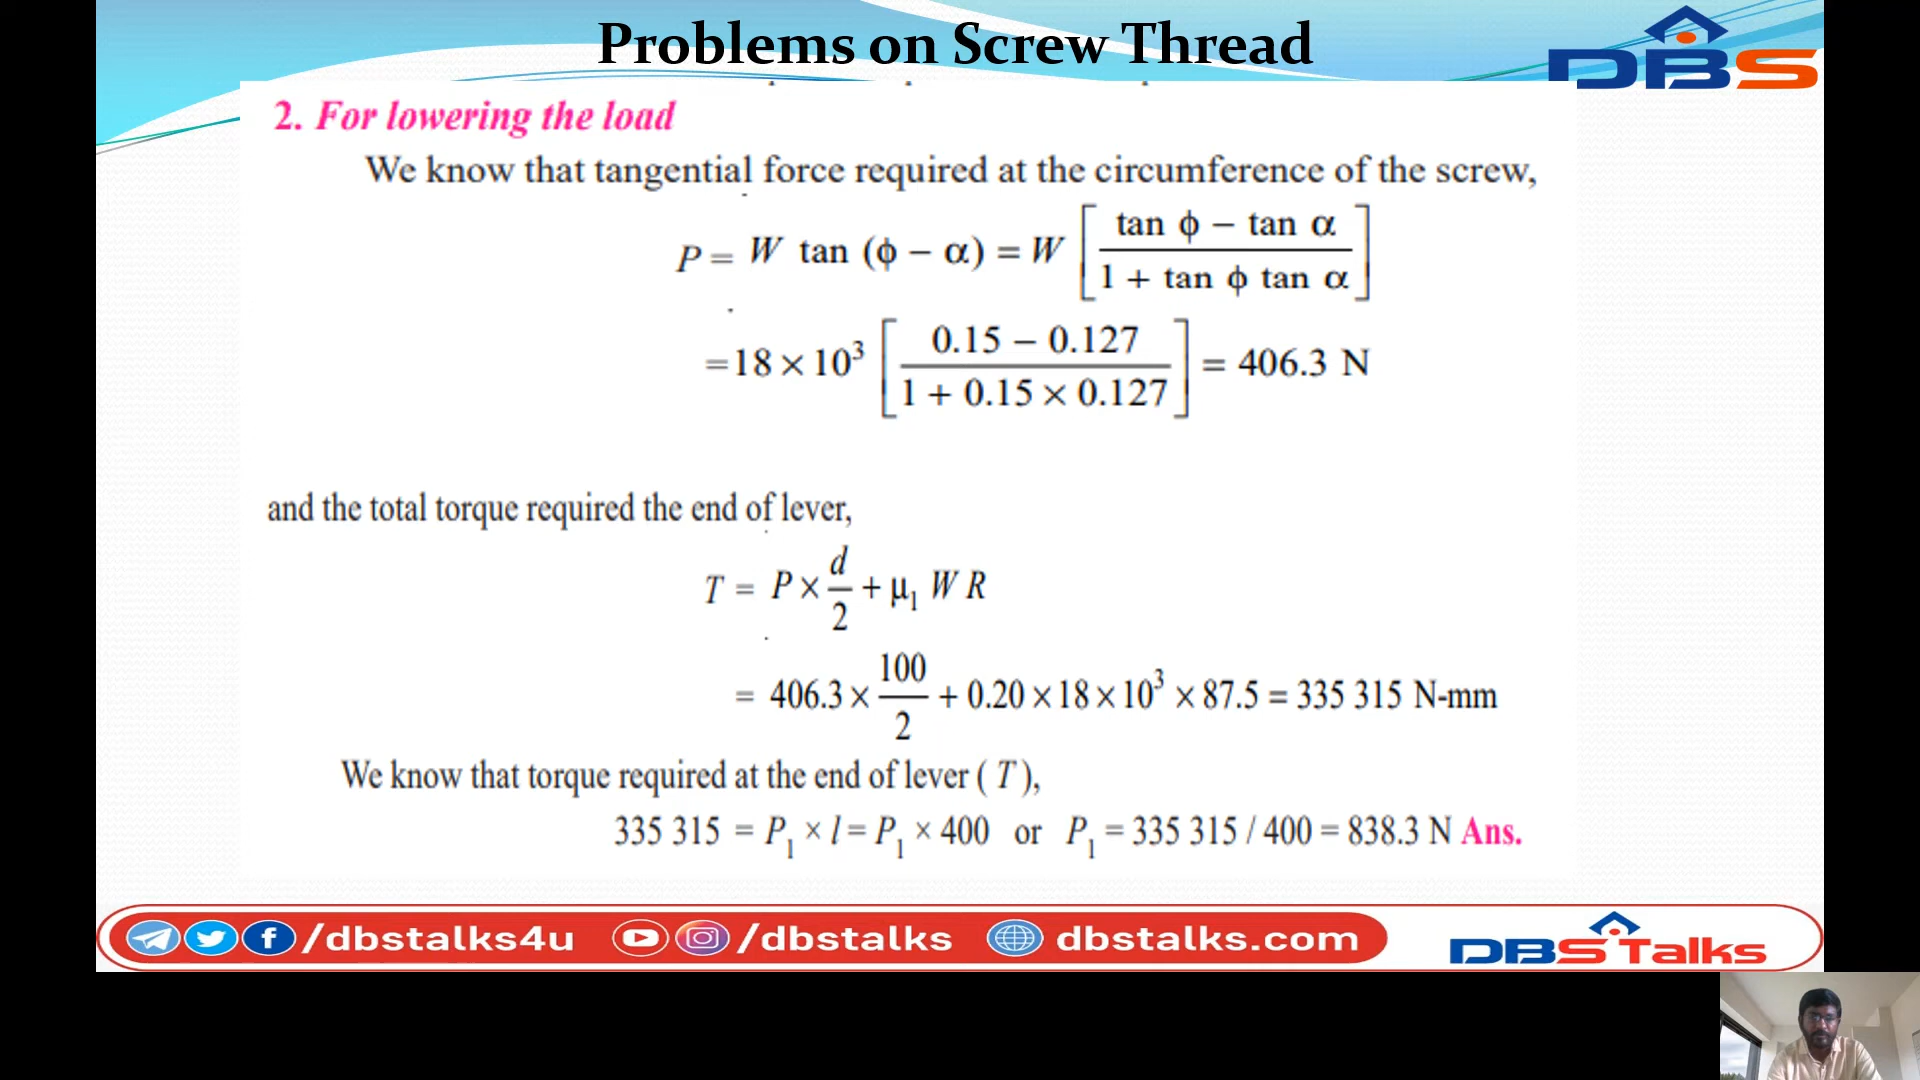 Problems on Screw Thread
DBS
2. For lowering the load
We know that tangential force required at the circumference of the screw,
P = W tan (ϕ − α) = W [ (tan ϕ − tan α) / (1 + tan ϕ tan α) ]
= 18 × 10³ [ (0.15 − 0.127) / (1 + 0.15 × 0.127) ] = 406.3 N
and the total torque required the end of lever,
T = P × d/2 + μ₁ W R
= 406.3 × 100/2 + 0.20 × 18 × 10³ × 87.5 = 335 315 N-mm
We know that torque required at the end of lever ( T ),
335 315 = P₁ × l = P₁ × 400 or P₁ = 335 315 / 400 = 838.3 N Ans.
/dbstalks4u /dbstalks dbstalks.com
DBS Talks